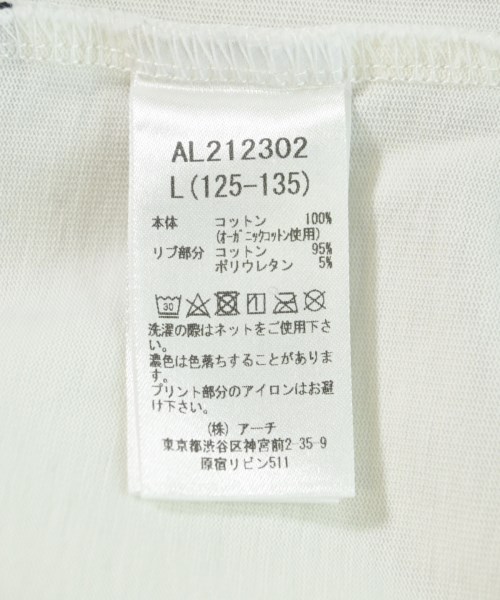 AL212302
L(125-135)
本体 コットン 100%
(オーガニックコットン使用)
リブ部分 コットン 95%
ポリウレタン 5%
30
洗濯の際はネットをご使用下さ
い。
濃色は色落ちすることがありま
す。
プリント部分のアイロンはお避
け下さい。
(株) アーチ
東京都渋谷区神宮前2-35-9
原宿リビン511